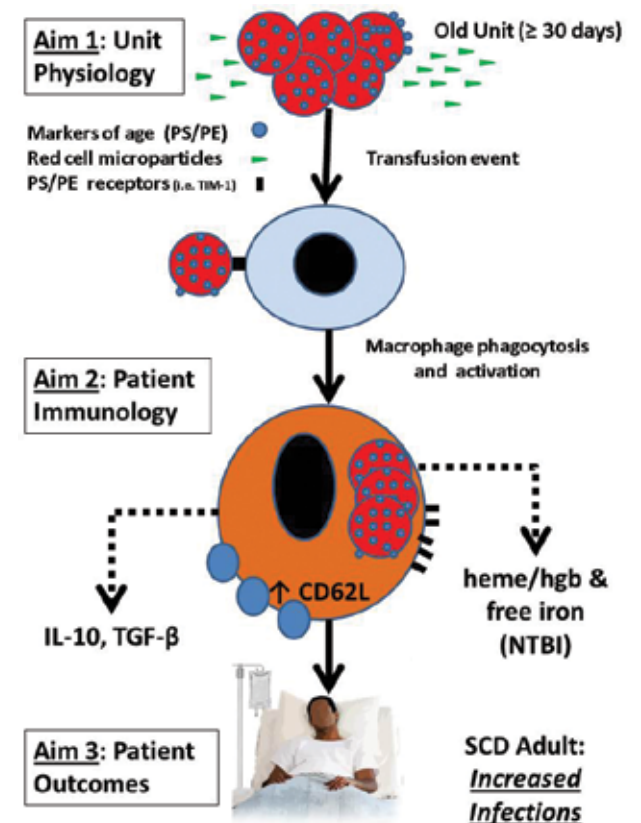 Aim 1: Unit
Physiology
Old Unit (≥ 30 days)
Markers of age (PS/PE)
Red cell microparticles
PS/PE receptors (i.e. TIM-1)
Transfusion event
Macrophage phagocytosis
and activation
Aim 2: Patient
Immunology
↑ CD62L
IL-10, TGF-β
heme/hgb &
free iron
(NTBI)
Aim 3: Patient
Outcomes
SCD Adult:
Increased
Infections